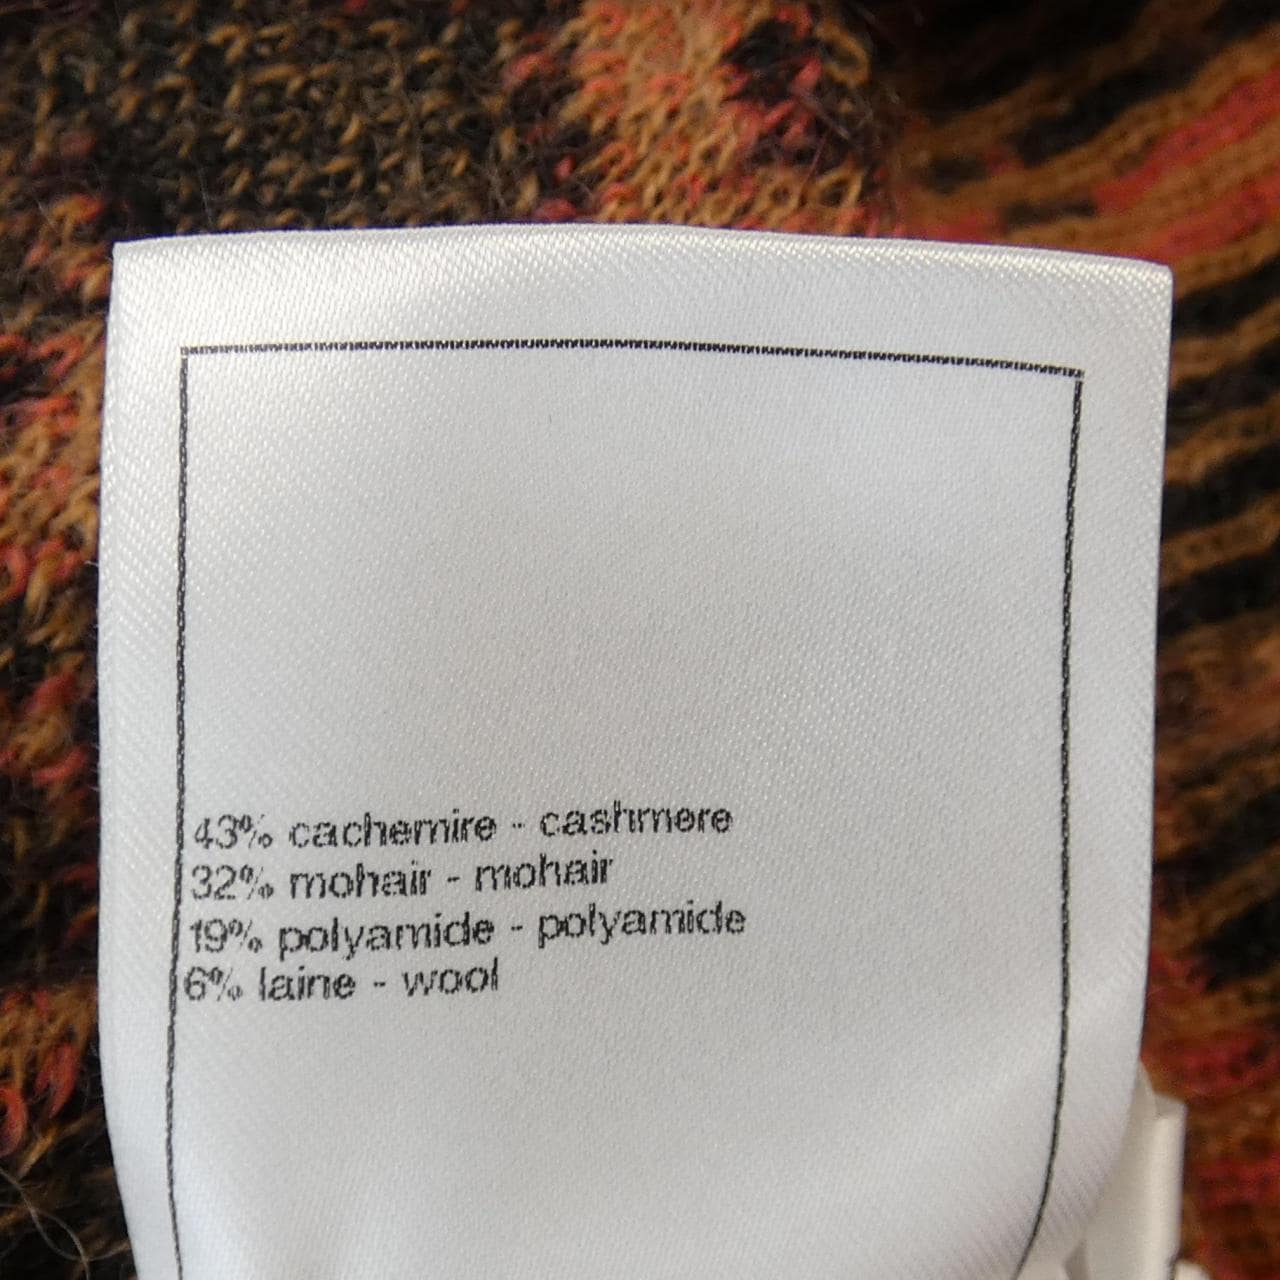 43% cachemire - cashmere
32% mohair - mohair
19% polyamide - polyamide
6% laine - wool